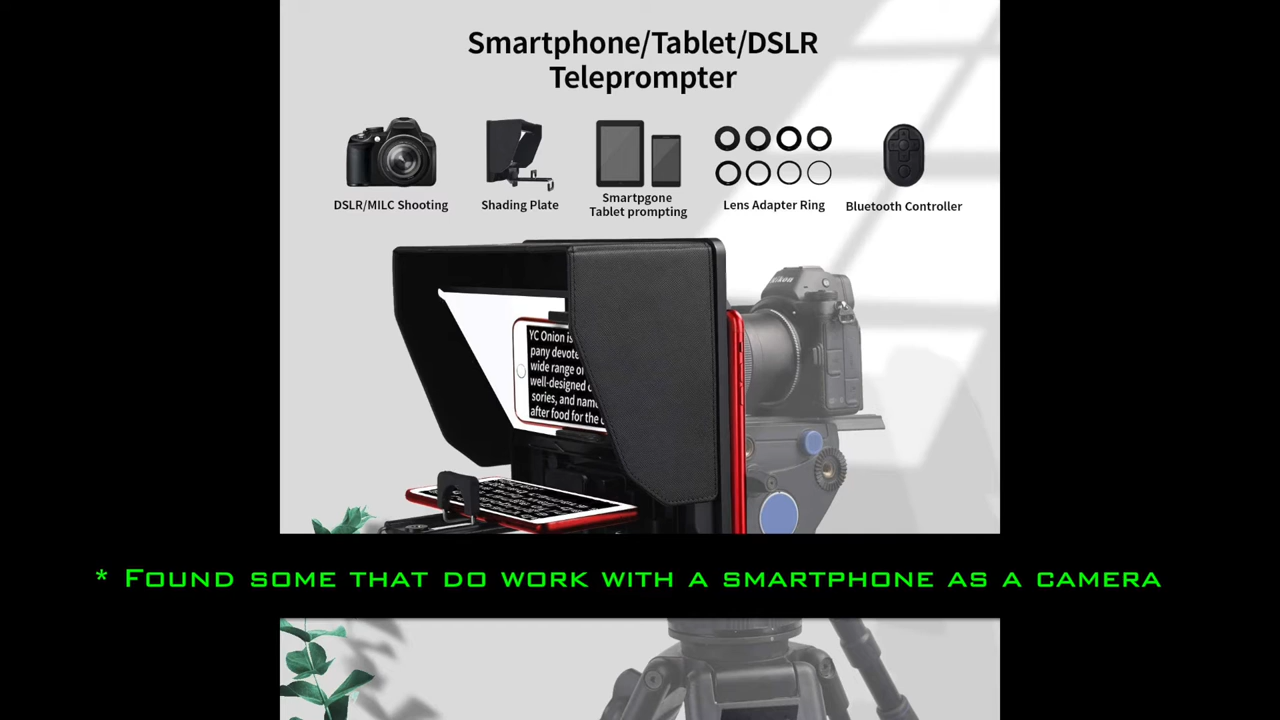 Smartphone/Tablet/DSLR
Teleprompter
DSLR/MILC Shooting
Shading Plate
Smartpgone
Tablet prompting
Lens Adapter Ring
Bluetooth Controller
Nikon
YC Onion is
pany devote
wide range o
well-designed
sories, and name
after food for the
* Found some that do work with a smartphone as a camera